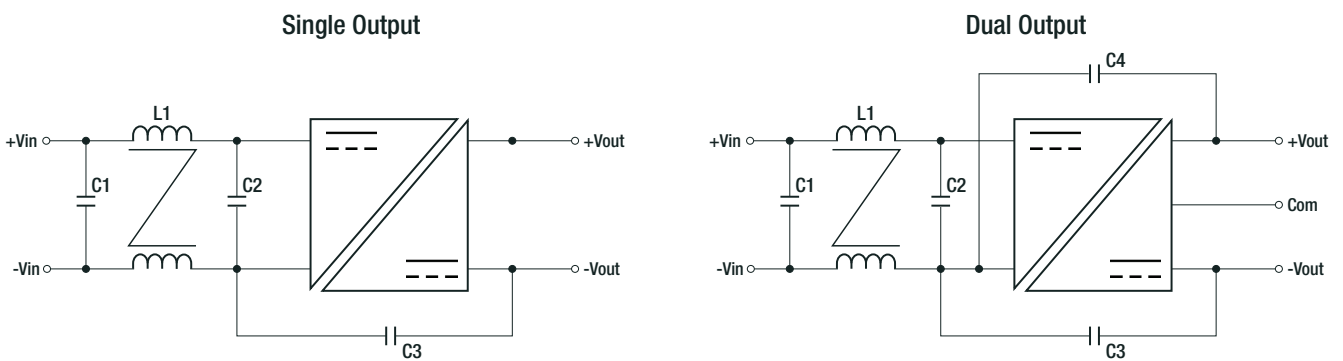 Single Output
L1
+Vin
C1
C2
+Vout
-Vin
-Vout
C3
Dual Output
C4
L1
+Vin
C1
C2
+Vout
Com
-Vin
-Vout
C3